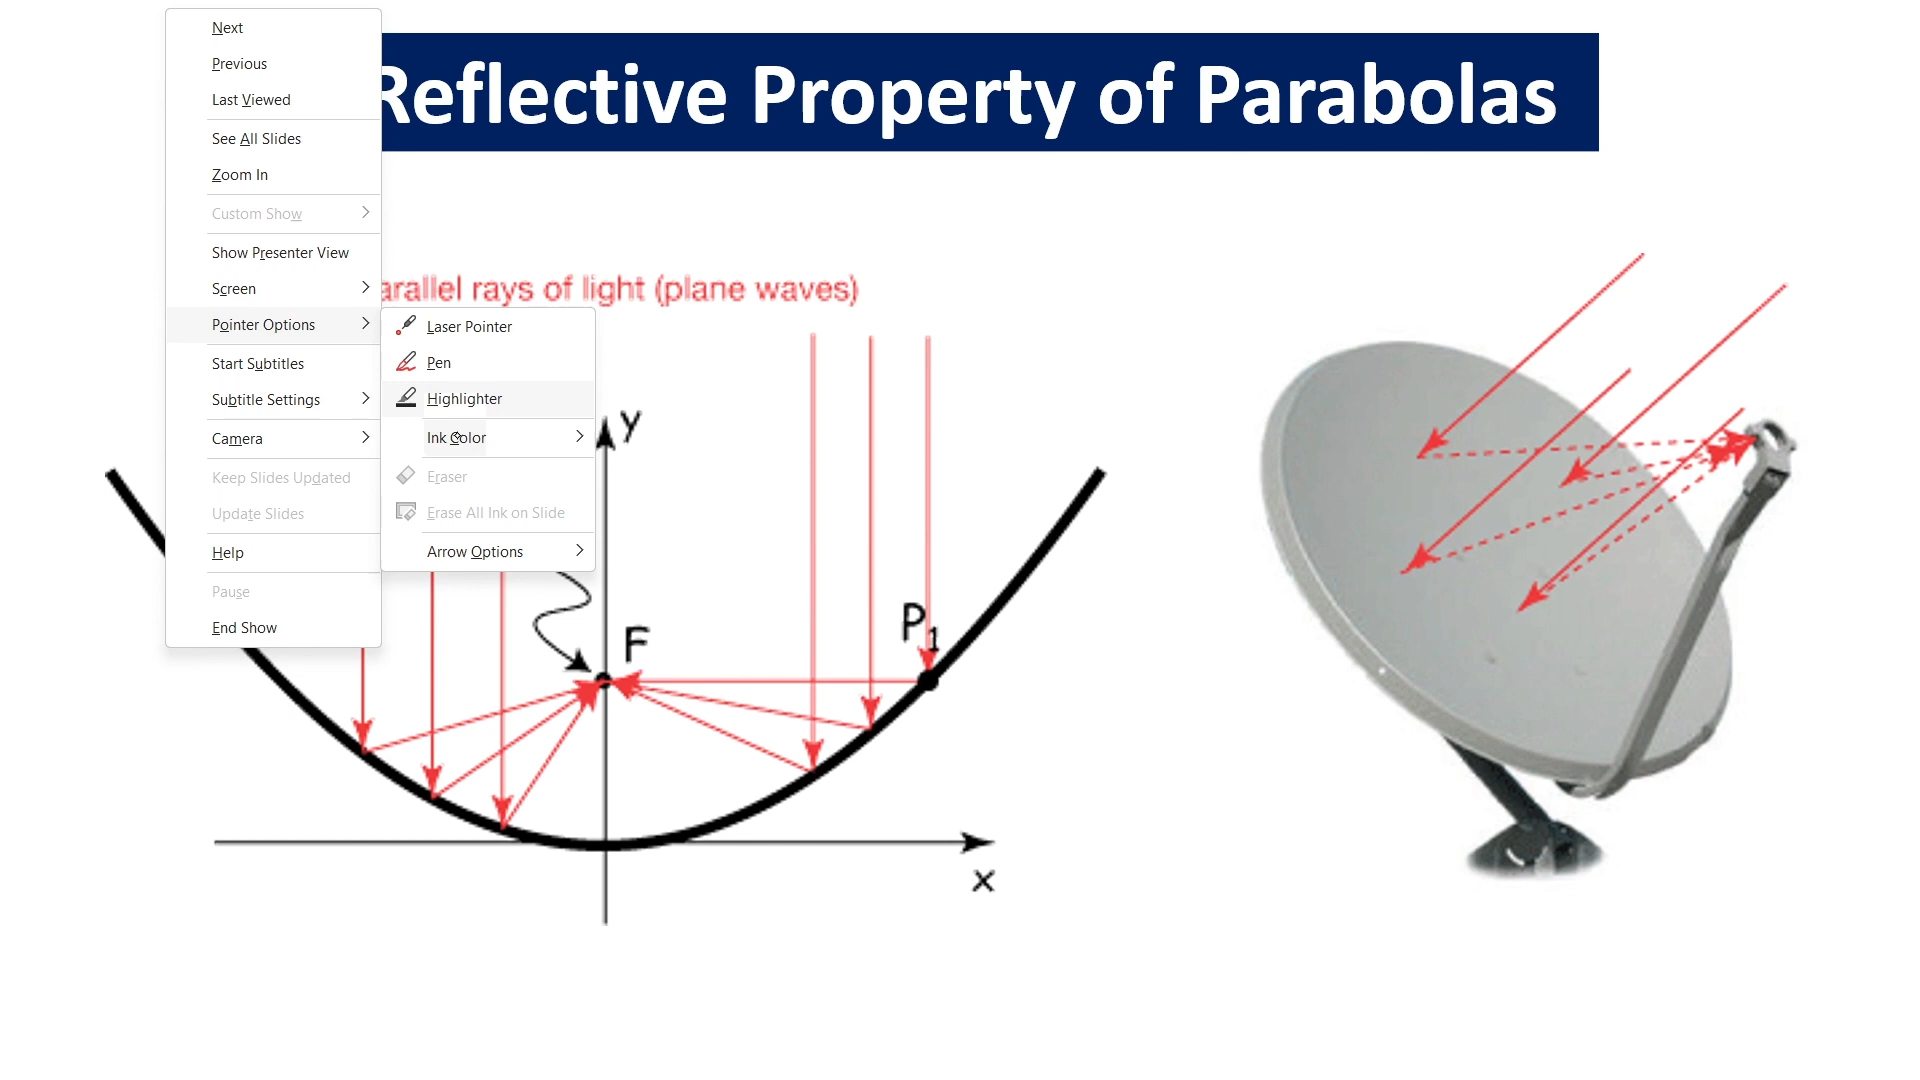 Next
Previous
Last Viewed
See All Slides
Zoom In
Custom Show
Show Presenter View
Screen
Pointer Options
Start Subtitles
Subtitle Settings
Camera
Keep Slides Updated
Update Slides
Help
Pause
End Show
Laser Pointer
Pen
Highlighter
Ink Color
Eraser
Erase All Ink on Slide
Arrow Options
Reflective Property of Parabolas
arallel rays of light (plane waves)
y
F
P1
x